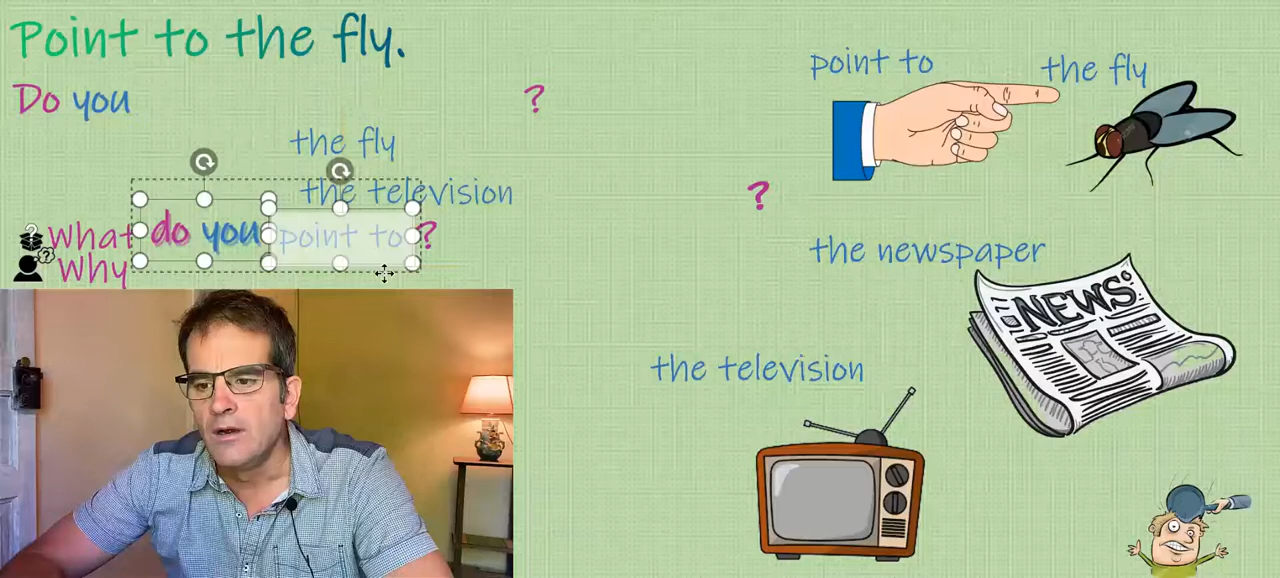 Point to the fly.
Do you ?
the fly
the television ?
What do you point to ?
Why
point to
the fly
the newspaper
NEWS
the television